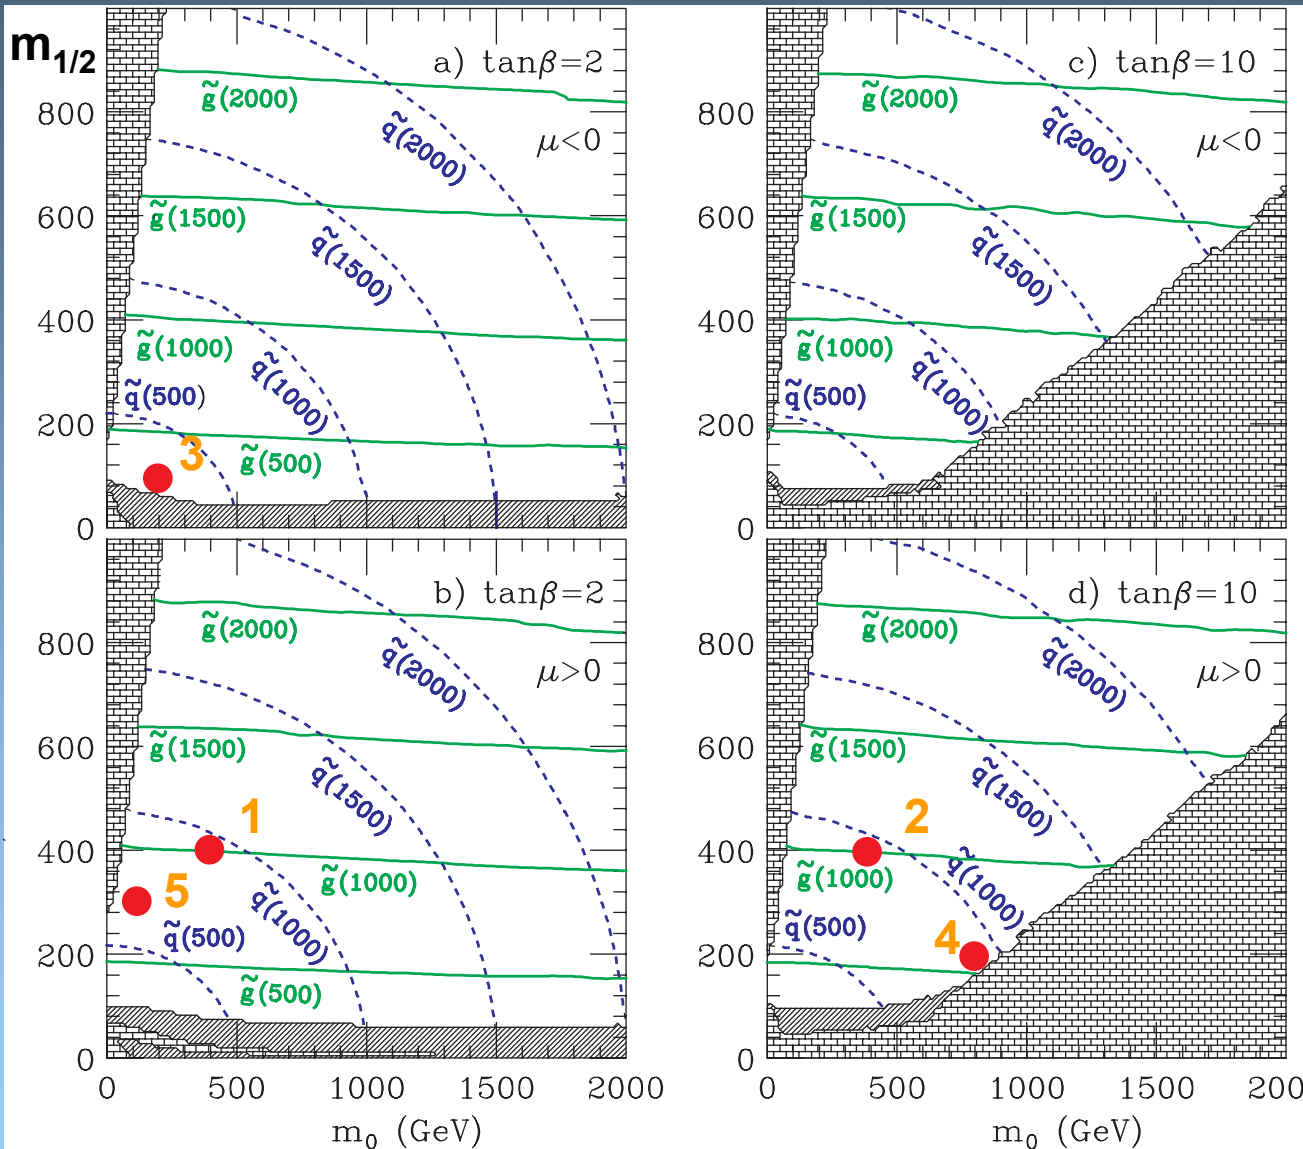 m1/2
a) tanβ=2
μ<0
g̃(2000)
q̃(2000)
g̃(1500)
q̃(1500)
g̃(1000)
q̃(1000)
q̃(500)
3
g̃(500)
800
600
400
200
0
c) tanβ=10
μ<0
g̃(2000)
q̃(2000)
g̃(1500)
q̃(1500)
g̃(1000)
q̃(1000)
q̃(500)
g̃(500)
800
600
400
200
0
b) tanβ=2
μ>0
g̃(2000)
q̃(2000)
g̃(1500)
q̃(1500)
1
g̃(1000)
5
q̃(1000)
q̃(500)
g̃(500)
800
600
400
200
0
0 500 1000 1500 2000
m0 (GeV)
d) tanβ=10
μ>0
g̃(2000)
q̃(2000)
g̃(1500)
q̃(1500)
2
g̃(1000)
q̃(1000)
q̃(500)
4
g̃(500)
800
600
400
200
0
0 500 1000 1500 200
m0 (GeV)